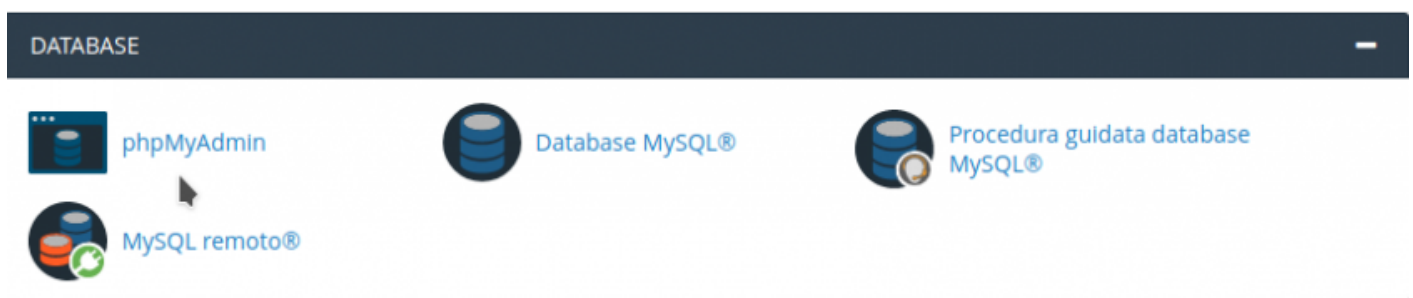 DATABASE
phpMyAdmin
Database MySQL®
Procedura guidata database
MySQL®
MySQL remoto®